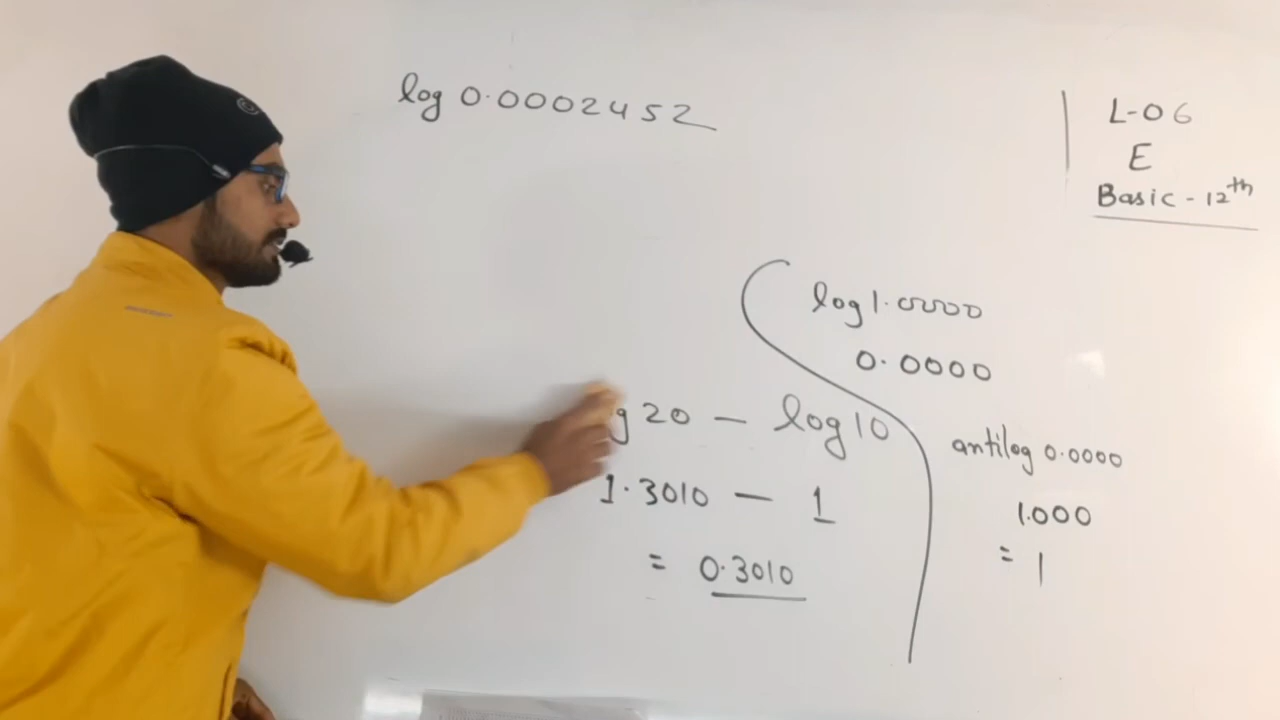 log 0.0002452
L-06
E
Basic - 12th
log 1.0000
0.0000
g 20 — log 10
1.3010 — 1
= 0.3010
antilog 0.0000
1.000
= 1